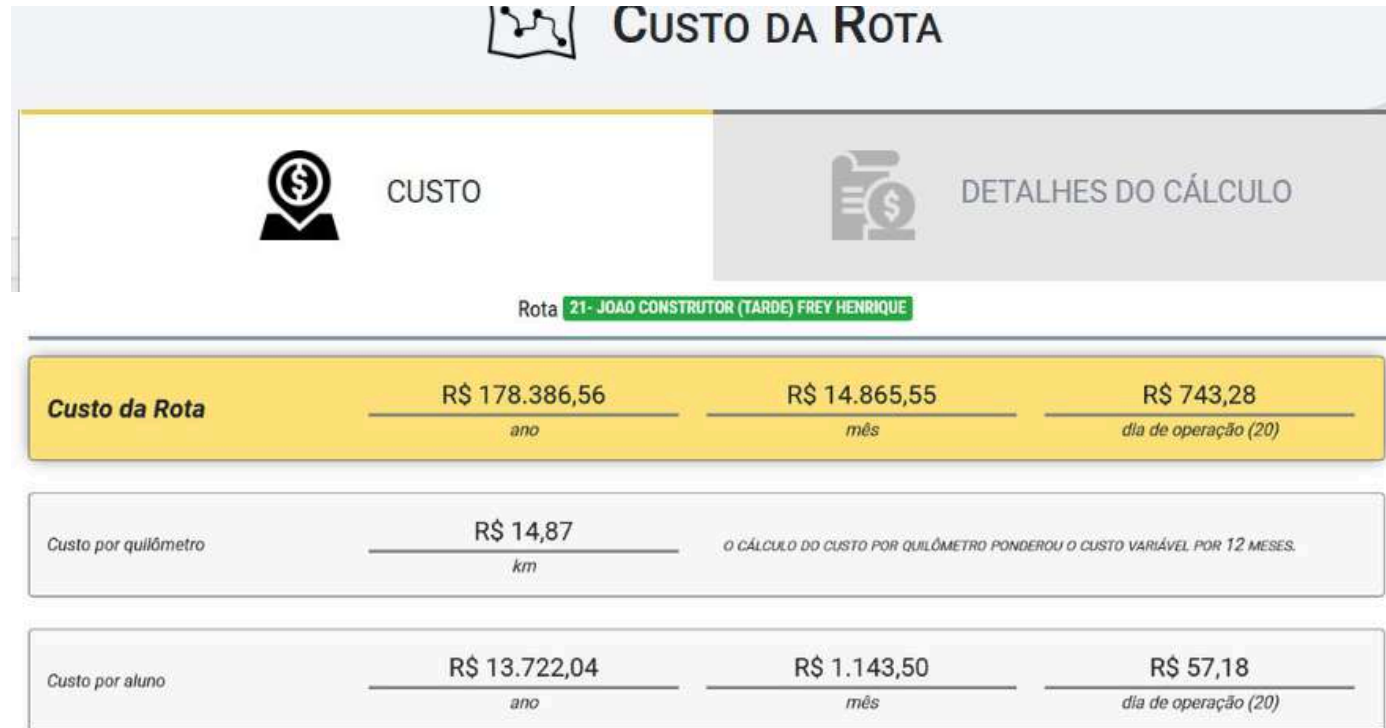 CUSTO DA ROTA
CUSTO
DETALHES DO CÁLCULO
Rota 21- JOAO CONSTRUTOR (TARDE) FREY HENRIQUE
Custo da Rota
R$ 178.386,56
ano
R$ 14.865,55
mês
R$ 743,28
dia de operação (20)
Custo por quilômetro
R$ 14,87
km
O CÁLCULO DO CUSTO POR QUILÔMETRO PONDEROU O CUSTO VARIÁVEL POR 12 MESES.
Custo por aluno
R$ 13.722,04
ano
R$ 1.143,50
mês
R$ 57,18
dia de operação (20)